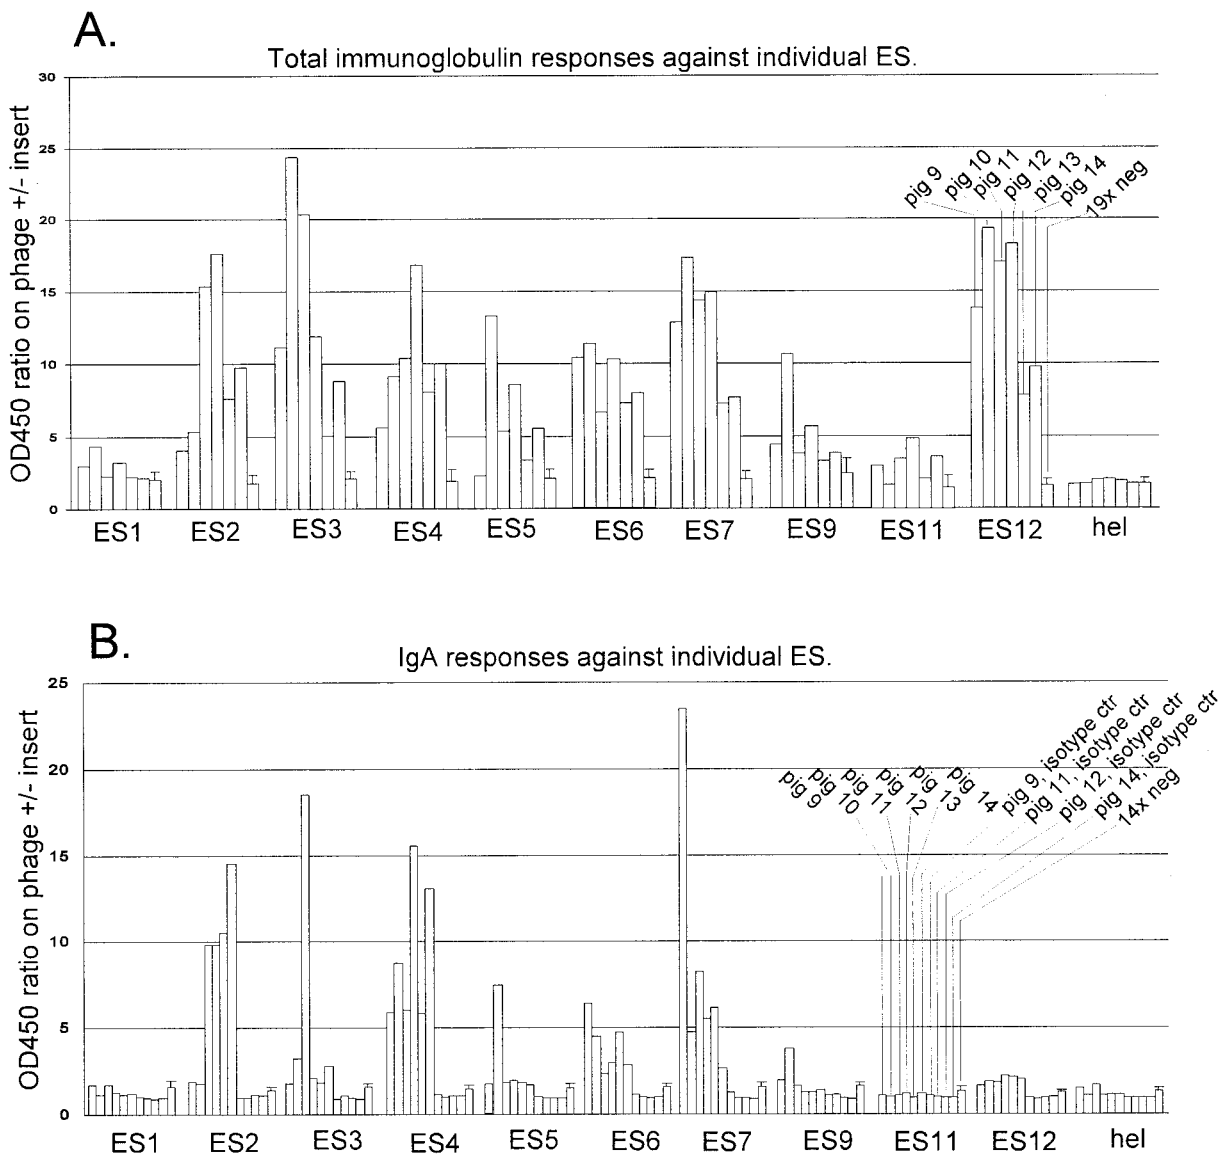 A.
Total immunoglobulin responses against individual ES.
OD450 ratio on phage +/- insert
30
25
20
15
10
5
0
pig 9
pig 10
pig 11
pig 12
pig 13
pig 14
19x neg
ES1 ES2 ES3 ES4 ES5 ES6 ES7 ES9 ES11 ES12 hel
B.
IgA responses against individual ES.
OD450 ratio on phage +/- insert
25
20
15
10
5
0
pig 9
pig 10
pig 11
pig 12
pig 13
pig 14
pig 9, isotype ctr
pig 11, isotype ctr
pig 12, isotype ctr
pig 14, isotype ctr
14x neg
ES1 ES2 ES3 ES4 ES5 ES6 ES7 ES9 ES11 ES12 hel